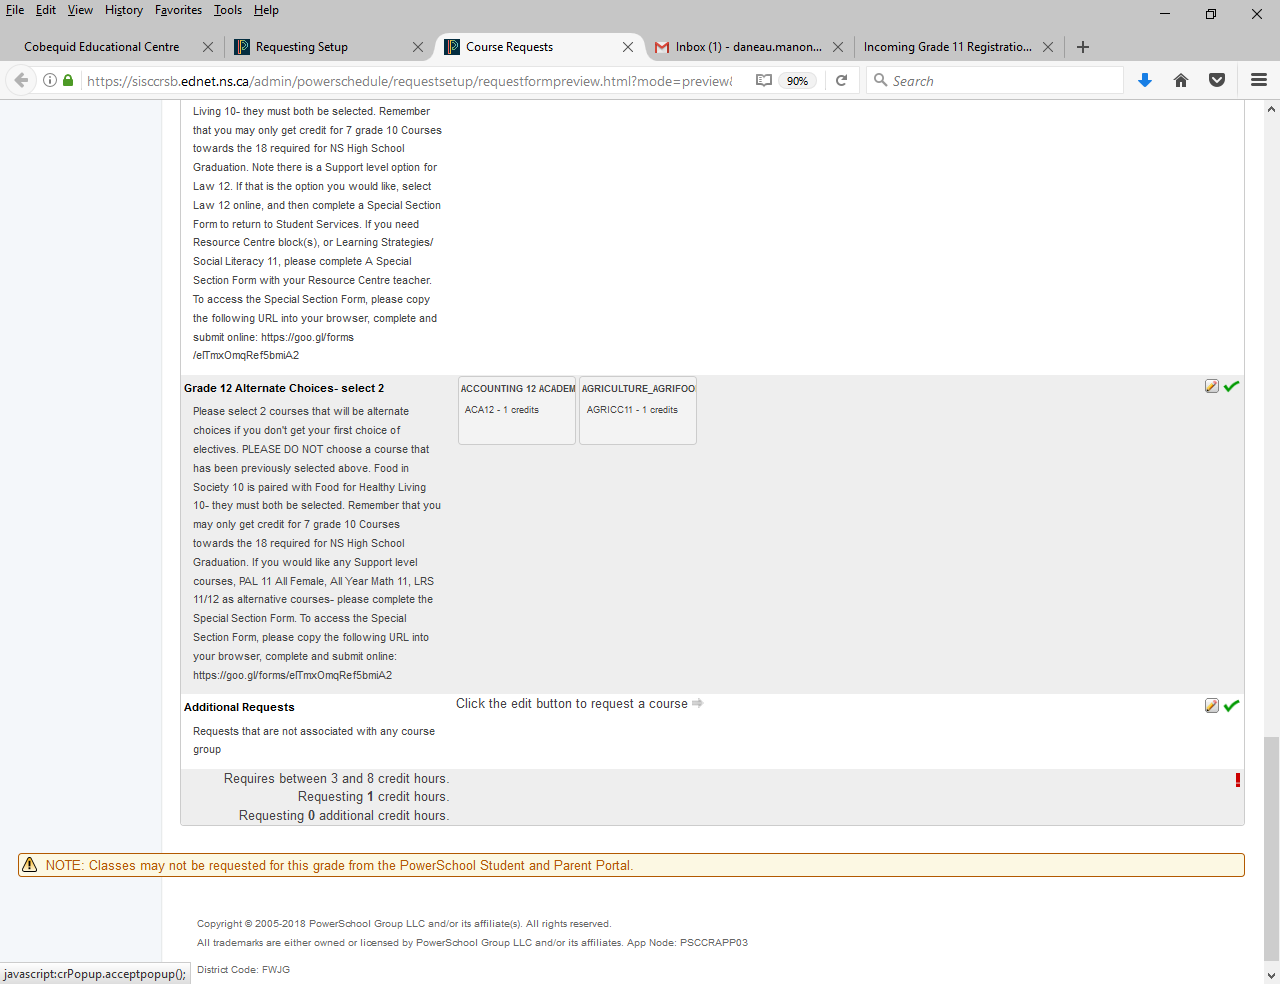 File Edit View History Favorites Tools Help
Cobequid Educational Centre
Requesting Setup
Course Requests
Inbox (1) - daneau.manon...
Incoming Grade 11 Registratio...
https://sisccrsb.ednet.ns.ca/admin/powerschedule/requestsetup/requestformpreview.html?mode=preview&
90%
Search
Living 10- they must both be selected. Remember
that you may only get credit for 7 grade 10 Courses
towards the 18 required for NS High School
Graduation. Note there is a Support level option for
Law 12. If that is the option you would like, select
Law 12 online, and then complete a Special Section
Form to return to Student Services. If you need
Resource Centre block(s), or Learning Strategies/
Social Literacy 11, please complete A Special
Section Form with your Resource Centre teacher.
To access the Special Section Form, please copy
the following URL into your browser, complete and
submit online: https://goo.gl/forms
/elTmxOmqRef5bmiA2
Grade 12 Alternate Choices- select 2
Please select 2 courses that will be alternate
choices if you don't get your first choice of
electives. PLEASE DO NOT choose a course that
has been previously selected above. Food in
Society 10 is paired with Food for Healthy Living
10- they must both be selected. Remember that you
may only get credit for 7 grade 10 Courses
towards the 18 required for NS High School
Graduation. If you would like any Support level
courses, PAL 11 All Female, All Year Math 11, LRS
11/12 as alternative courses- please complete the
Special Section Form. To access the Special
Section Form, please copy the following URL into
your browser, complete and submit online:
https://goo.gl/forms/elTmxOmqRef5bmiA2
ACCOUNTING 12 ACADEM
ACA12 - 1 credits
AGRICULTURE_AGRIFOO
AGRICC11 - 1 credits
Additional Requests
Requests that are not associated with any course
group
Click the edit button to request a course
Requires between 3 and 8 credit hours.
Requesting 1 credit hours.
Requesting 0 additional credit hours.
NOTE: Classes may not be requested for this grade from the PowerSchool Student and Parent Portal.
Copyright © 2005-2018 PowerSchool Group LLC and/or its affiliate(s). All rights reserved.
All trademarks are either owned or licensed by PowerSchool Group LLC and/or its affiliates. App Node: PSCCRAPP03
District Code: FWJG
javascript:crPopup.acceptpopup();